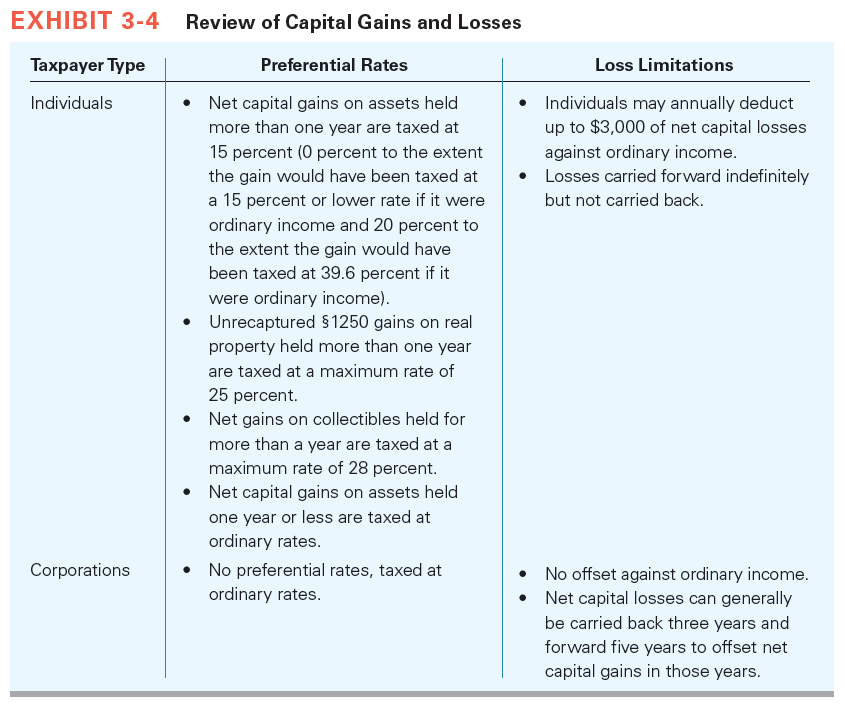 EXHIBIT 3-4 Review of Capital Gains and Losses
Taxpayer Type Preferential Rates Loss Limitations
Individuals
• Net capital gains on assets held
more than one year are taxed at
15 percent (0 percent to the extent
the gain would have been taxed at
a 15 percent or lower rate if it were
ordinary income and 20 percent to
the extent the gain would have
been taxed at 39.6 percent if it
were ordinary income).
• Unrecaptured §1250 gains on real
property held more than one year
are taxed at a maximum rate of
25 percent.
• Net gains on collectibles held for
more than a year are taxed at a
maximum rate of 28 percent.
• Net capital gains on assets held
one year or less are taxed at
ordinary rates.
• Individuals may annually deduct
up to $3,000 of net capital losses
against ordinary income.
• Losses carried forward indefinitely
but not carried back.
Corporations
• No preferential rates, taxed at
ordinary rates.
• No offset against ordinary income.
• Net capital losses can generally
be carried back three years and
forward five years to offset net
capital gains in those years.